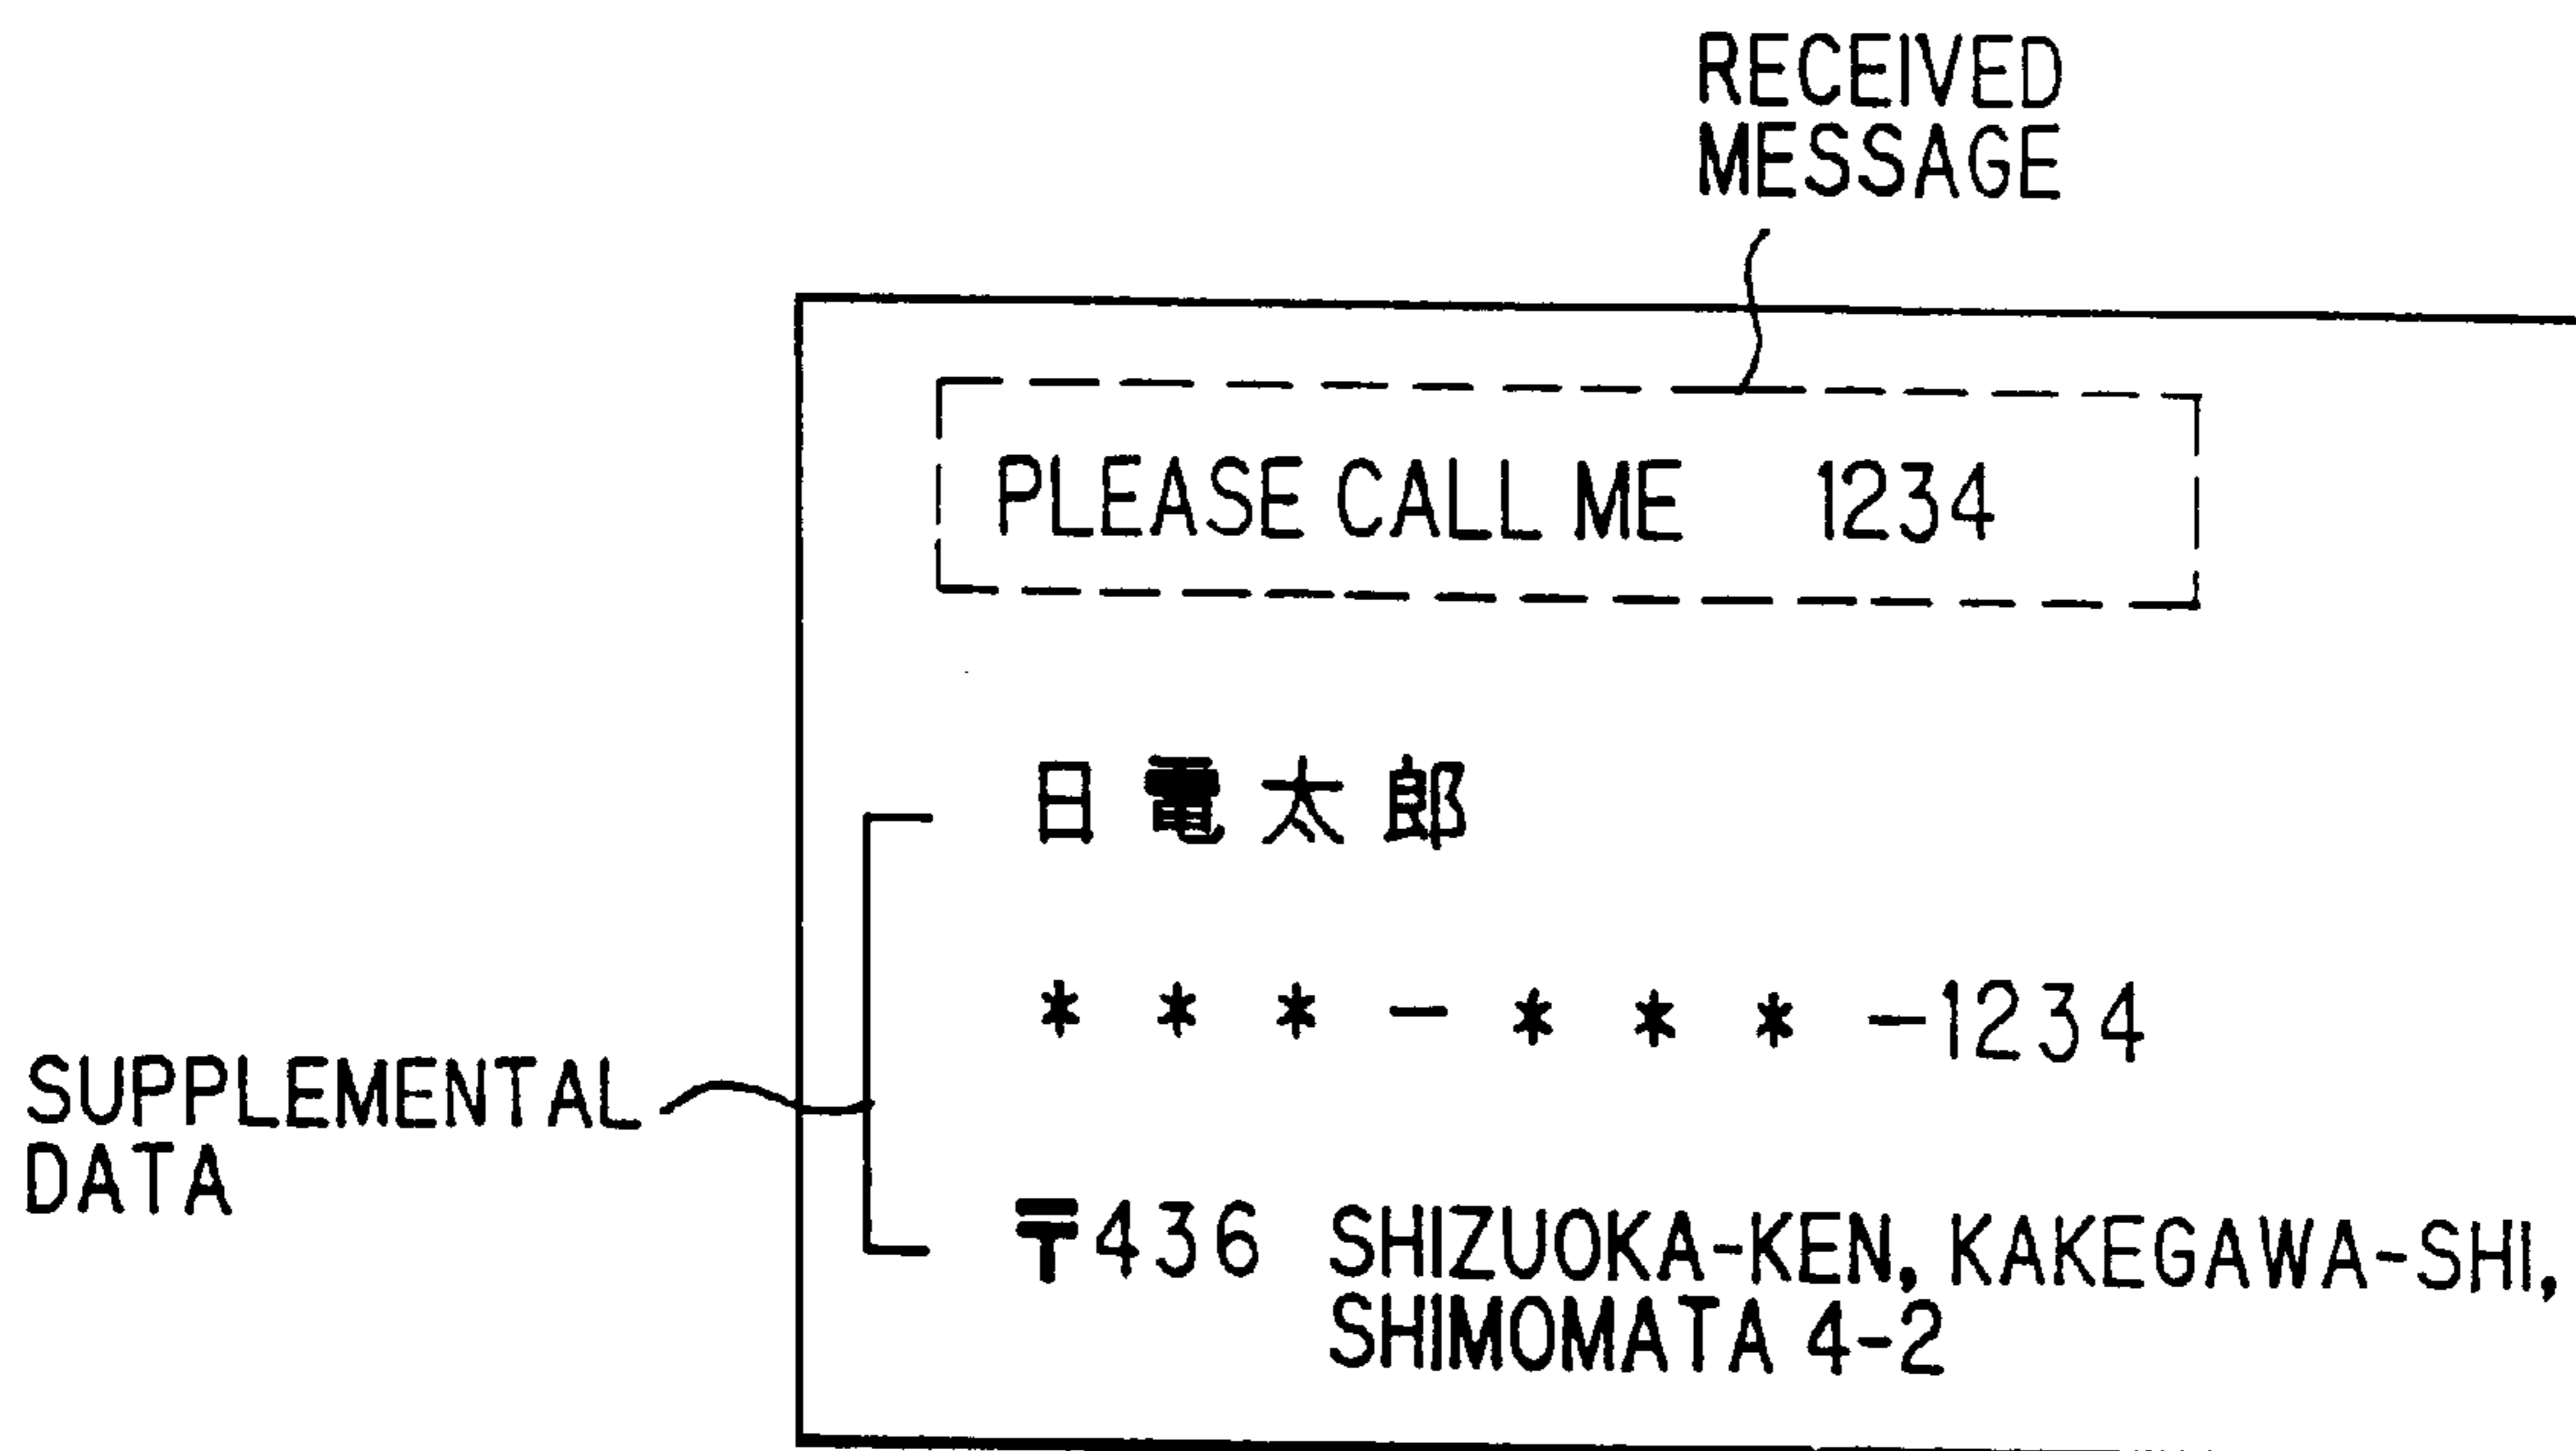 RECEIVED
MESSAGE
PLEASE CALL ME 1234
日電太郎
* * * - * * * -1234
SUPPLEMENTAL
DATA
〒436 SHIZUOKA-KEN, KAKEGAWA-SHI,
SHIMOMATA 4-2